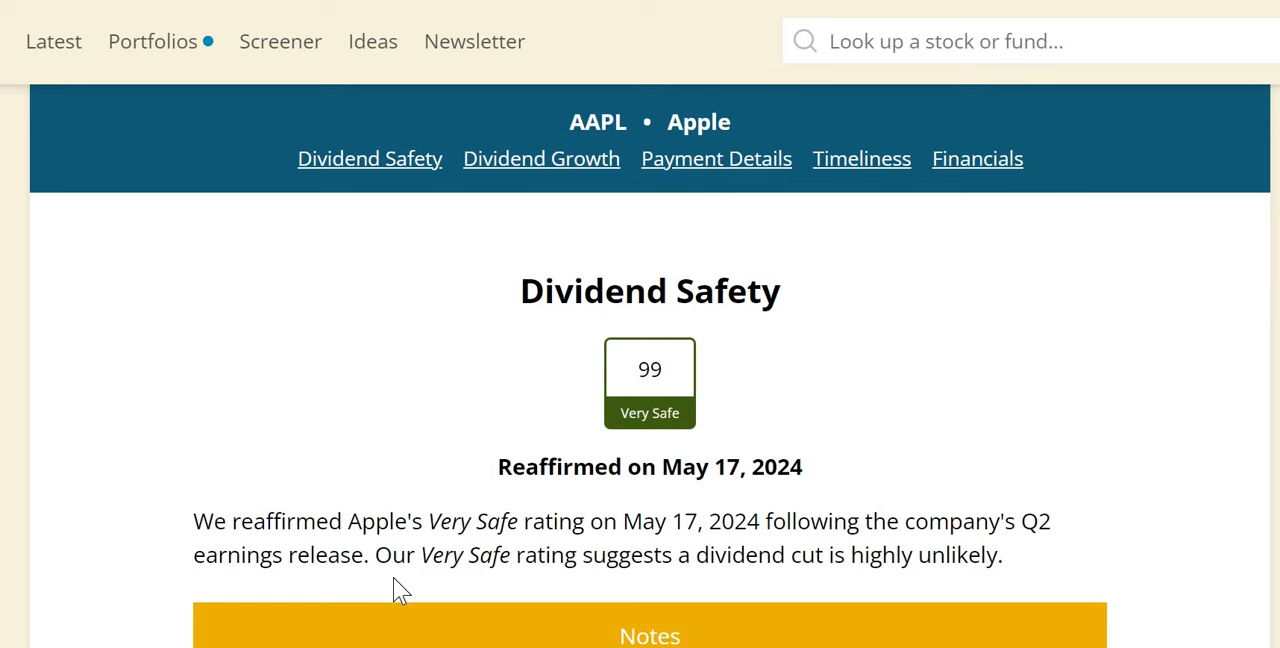 Latest Portfolios Screener Ideas Newsletter Look up a stock or fund...
AAPL • Apple
Dividend Safety Dividend Growth Payment Details Timeliness Financials
Dividend Safety
99
Very Safe
Reaffirmed on May 17, 2024
We reaffirmed Apple's Very Safe rating on May 17, 2024 following the company's Q2
earnings release. Our Very Safe rating suggests a dividend cut is highly unlikely.
Notes